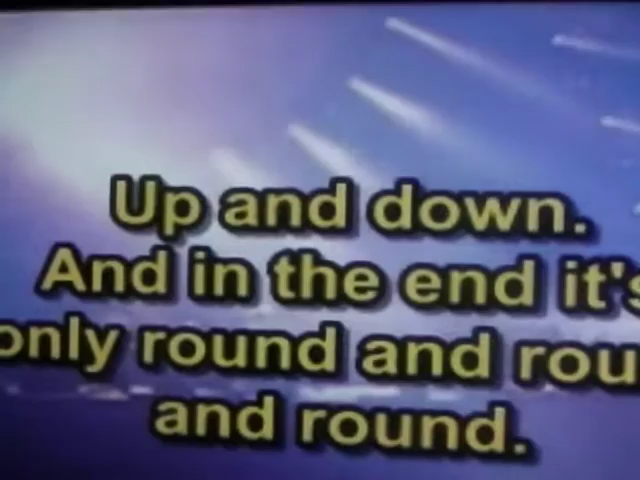 Up and down.
And in the end it's
only round and rou
and round.